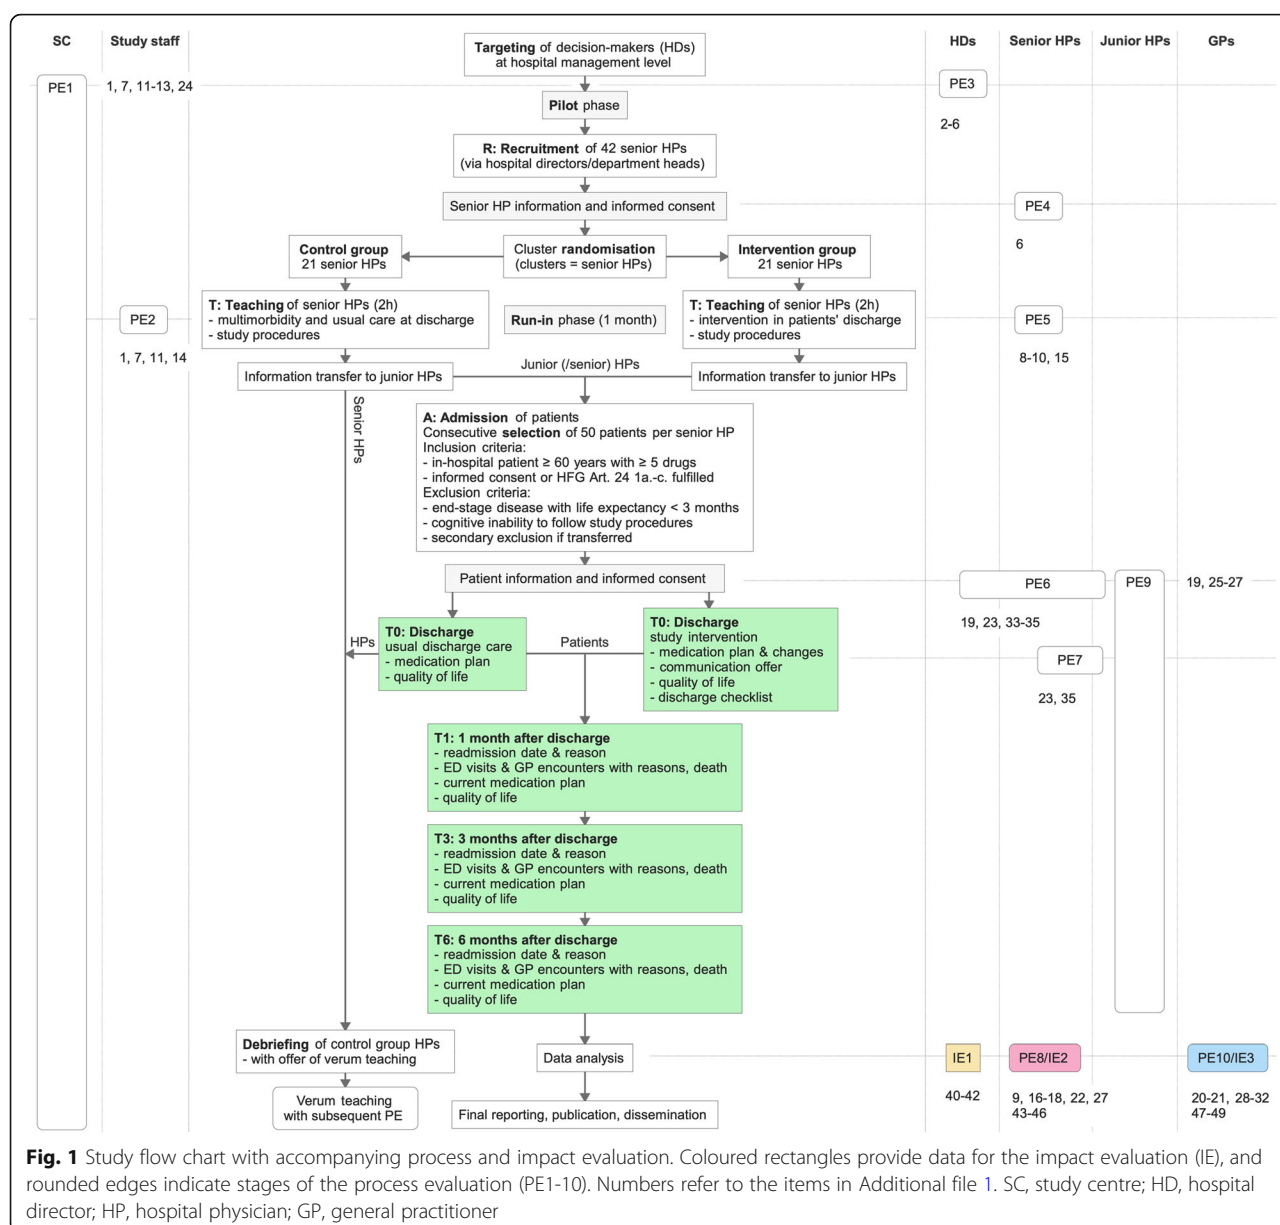 SC
Study staff
HDs
Senior HPs
Junior HPs
GPs
Targeting of decision-makers (HDs)
at hospital management level
PE1
1, 7, 11-13, 24
PE3
Pilot phase
2-6
R: Recruitment of 42 senior HPs
(via hospital directors/department heads)
Senior HP information and informed consent
PE4
6
Control group
21 senior HPs
Cluster randomisation
(clusters = senior HPs)
Intervention group
21 senior HPs
T: Teaching of senior HPs (2h)
- multimorbidity and usual care at discharge
- study procedures
Run-in phase (1 month)
T: Teaching of senior HPs (2h)
- intervention in patients' discharge
- study procedures
PE2
1, 7, 11, 14
PE5
8-10, 15
Information transfer to junior HPs
Junior (/senior) HPs
Information transfer to junior HPs
Senior HPs
A: Admission of patients
Consecutive selection of 50 patients per senior HP
Inclusion criteria:
- in-hospital patient ≥ 60 years with ≥ 5 drugs
- informed consent or HFG Art. 24 1a.-c. fulfilled
Exclusion criteria:
- end-stage disease with life expectancy < 3 months
- cognitive inability to follow study procedures
- secondary exclusion if transferred
Patient information and informed consent
PE6
PE9
19, 25-27
19, 23, 33-35
HPs
T0: Discharge
usual discharge care
- medication plan
- quality of life
Patients
T0: Discharge
study intervention
- medication plan & changes
- communication offer
- quality of life
- discharge checklist
PE7
23, 35
T1: 1 month after discharge
- readmission date & reason
- ED visits & GP encounters with reasons, death
- current medication plan
- quality of life
T3: 3 months after discharge
- readmission date & reason
- ED visits & GP encounters with reasons, death
- current medication plan
- quality of life
T6: 6 months after discharge
- readmission date & reason
- ED visits & GP encounters with reasons, death
- current medication plan
- quality of life
Debriefing of control group HPs
- with offer of verum teaching
Data analysis
IE1
PE8/IE2
PE10/IE3
Verum teaching
with subsequent PE
Final reporting, publication, dissemination
40-42
9, 16-18, 22, 27
43-46
20-21, 28-32
47-49
Fig. 1 Study flow chart with accompanying process and impact evaluation. Coloured rectangles provide data for the impact evaluation (IE), and
rounded edges indicate stages of the process evaluation (PE1-10). Numbers refer to the items in Additional file 1. SC, study centre; HD, hospital
director; HP, hospital physician; GP, general practitioner